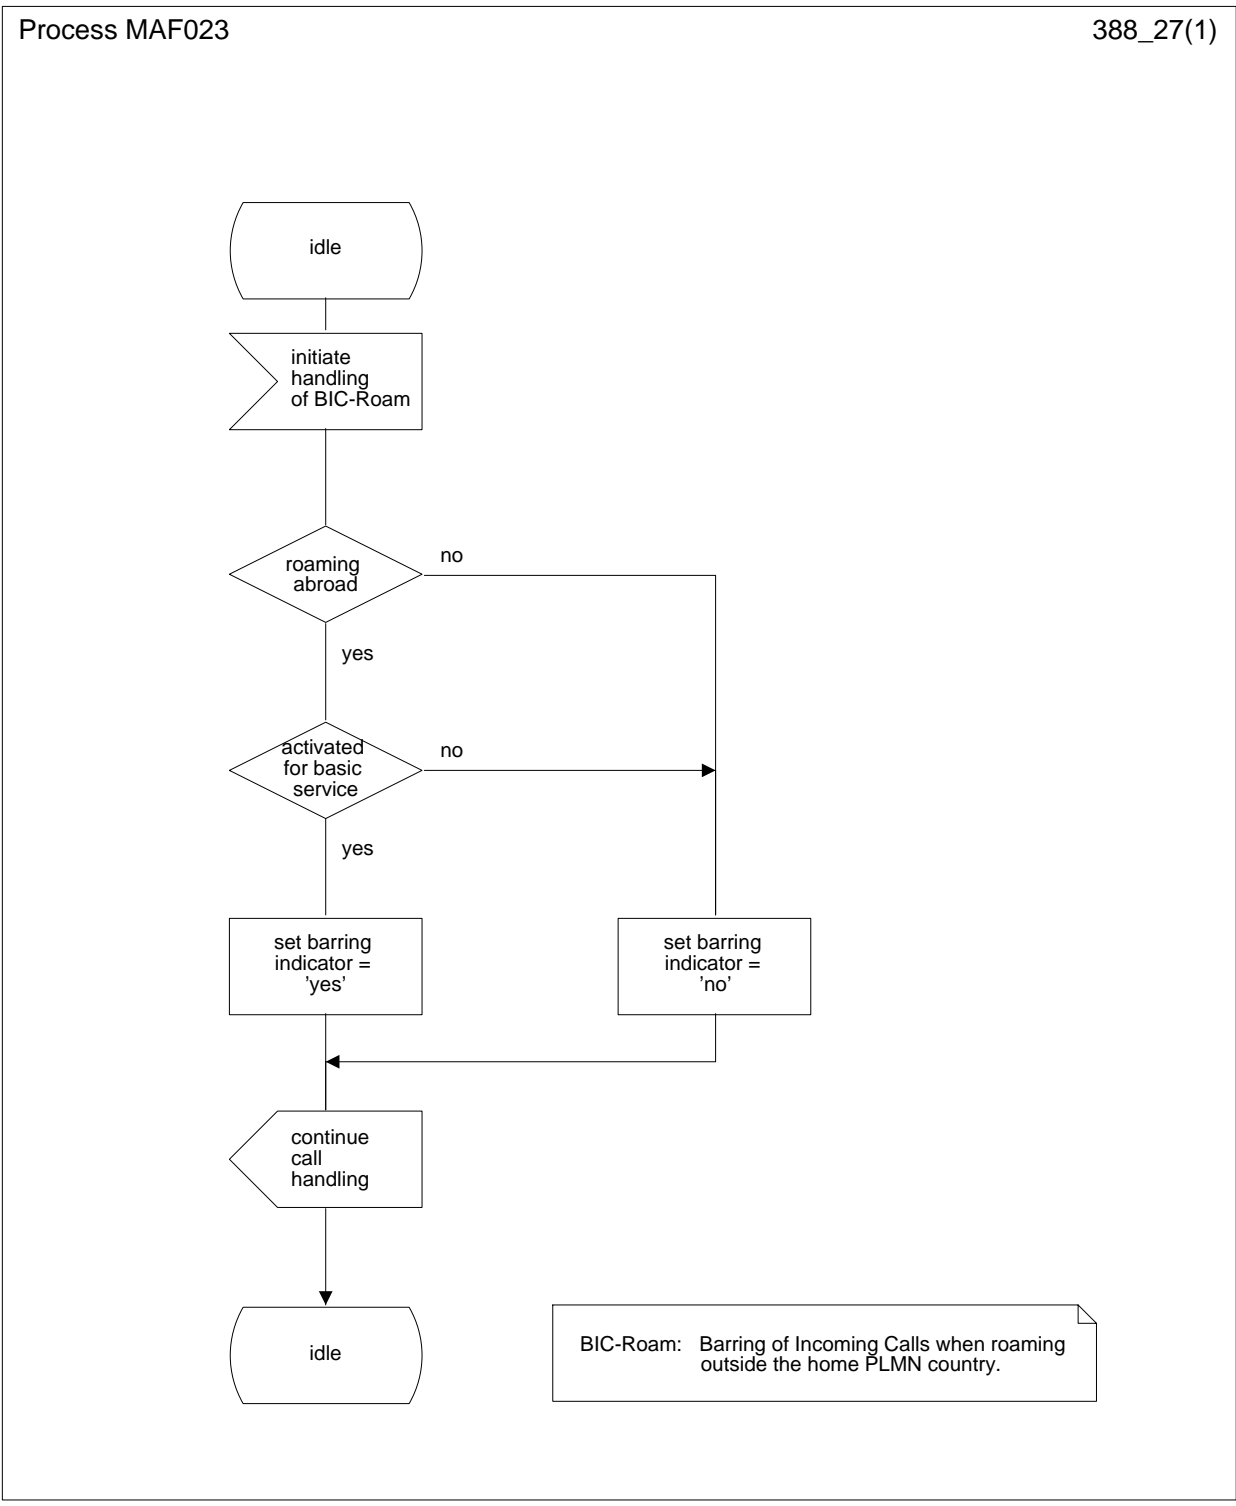 Process MAF023
388_27(1)
idle
initiate
handling
of BIC-Roam
roaming
abroad
no
yes
activated
for basic
service
no
yes
set barring
indicator =
'yes'
set barring
indicator =
'no'
continue
call
handling
idle
BIC-Roam: Barring of Incoming Calls when roaming
outside the home PLMN country.